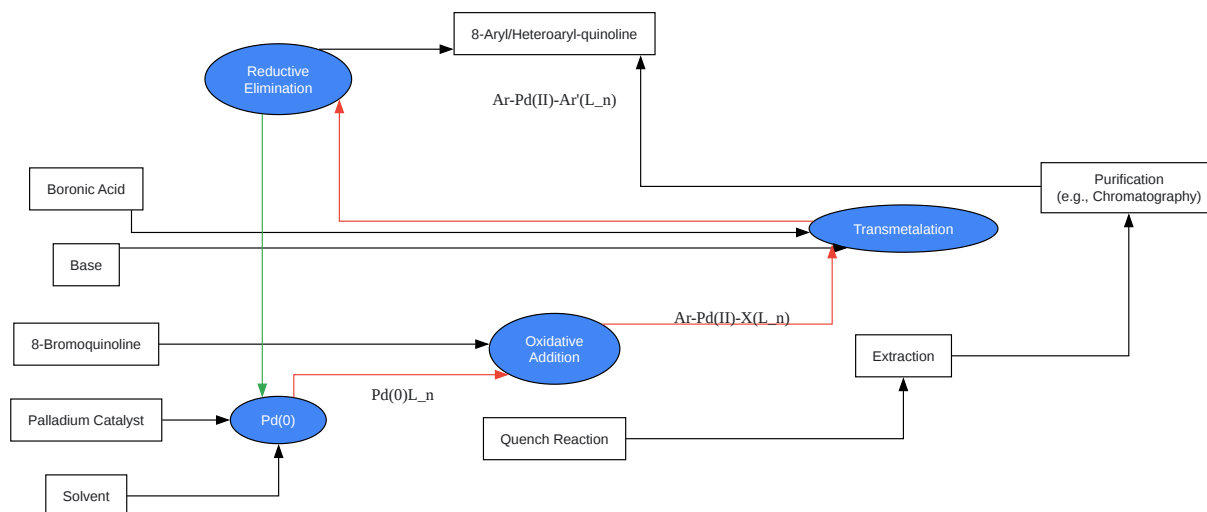 8-Aryl/Heteroaryl-quinoline
Reductive
Elimination
Ar-Pd(II)-Ar'(L_n)
Boronic Acid
Purification
(e.g., Chromatography)
Transmetalation
Base
Ar-Pd(II)-X(L_n)
8-Bromoquinoline
Oxidative
Addition
Extraction
Pd(0)L_n
Palladium Catalyst
Pd(0)
Quench Reaction
Solvent